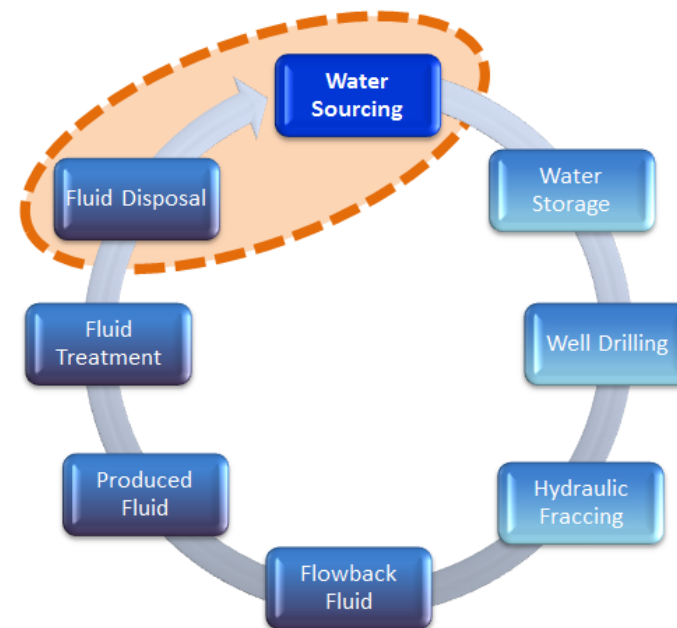 Water
Sourcing
Water
Storage
Well Drilling
Hydraulic
Fraccing
Flowback
Fluid
Produced
Fluid
Fluid
Treatment
Fluid Disposal